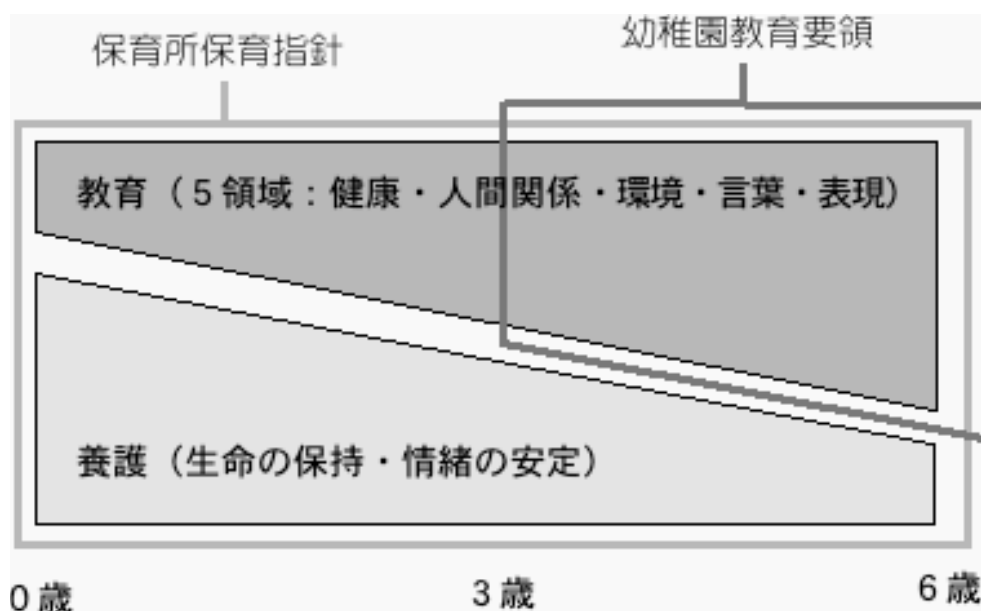 保育所保育指針
幼稚園教育要領
教育（５領域：健康・人間関係・環境・言葉・表現）
養護（生命の保持・情緒の安定）
0歳
3歳
6歳